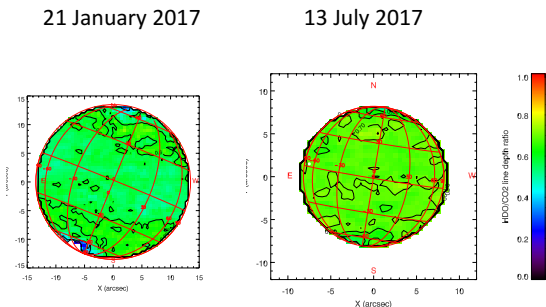 21 January 2017
13 July 2017
15
10
5
0
-5
-10
-15
E
W
-15 -10 -5 0 5 10 15
X (arcsec)
10
5
0
-5
-10
N
E
W
S
-10 -5 0 5 10
X (arcsec)
1.0
0.8
0.6
0.4
0.2
0.0
HDO/CO2 line depth ratio